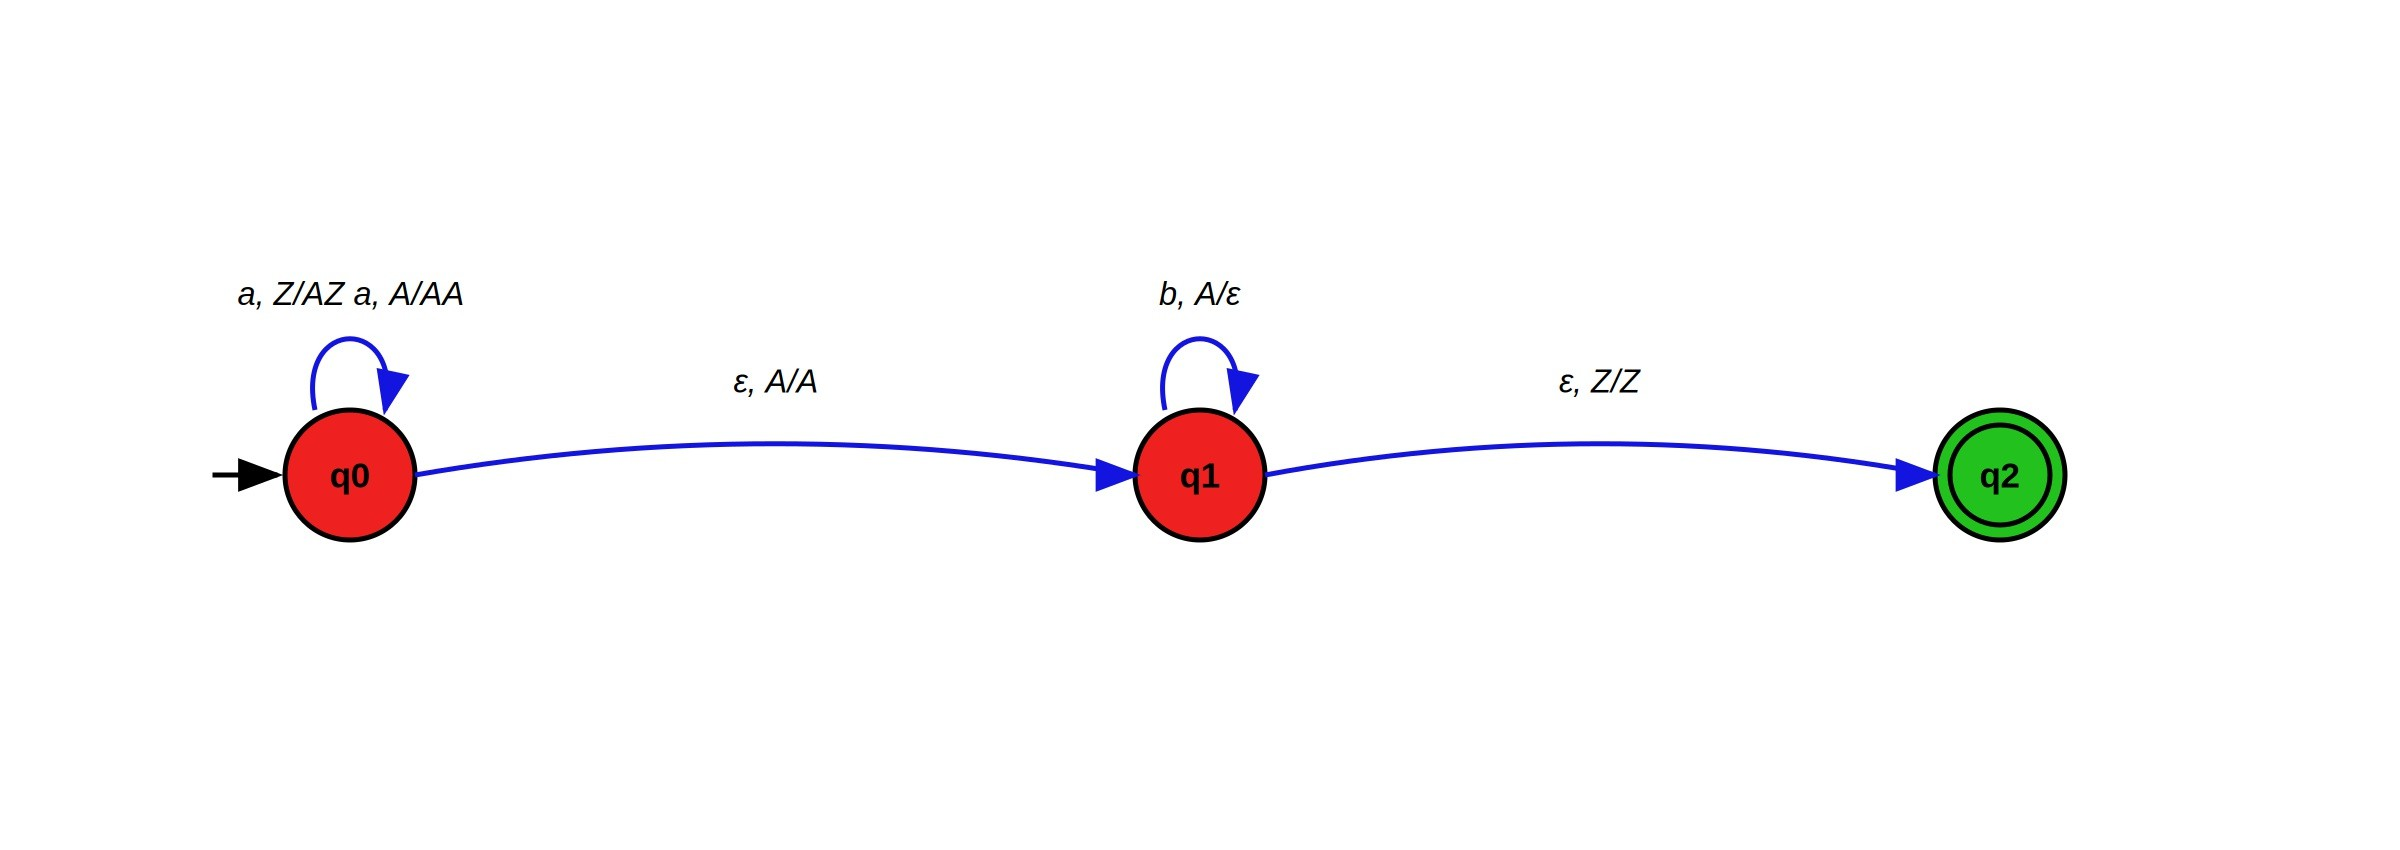 a, Z/AZ a, A/AA
b, A/ε
ε, A/A
ε, Z/Z
q0
q1
q2